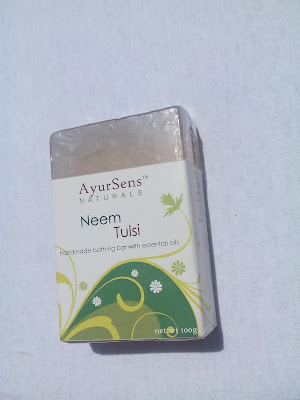 AyurSens™
NATURALS
Neem
Tulsi
handmade bathing bar with essential oils
net wt 100g